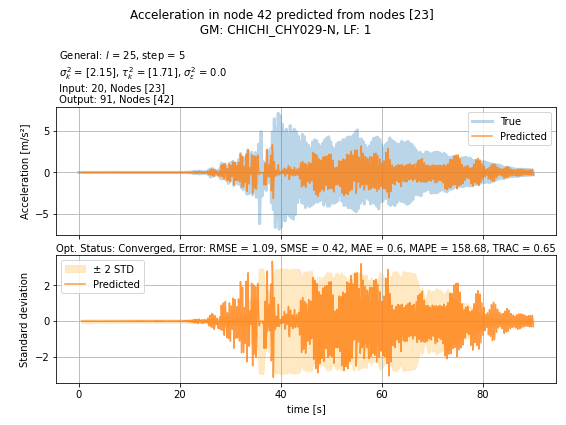 Acceleration in node 42 predicted from nodes [23]
GM: CHICHI_CHY029-N, LF: 1
General: l = 25, step = 5
σ²ₖ = [2.15], τ²ₖ = [1.71], σ²ε = 0.0
Input: 20, Nodes [23]
Output: 91, Nodes [42]
Acceleration [m/s²]
5
0
−5
True
Predicted
Opt. Status: Converged, Error: RMSE = 1.09, SMSE = 0.42, MAE = 0.6, MAPE = 158.68, TRAC = 0.65
Standard deviation
2
0
−2
± 2 STD
Predicted
0 20 40 60 80
time [s]